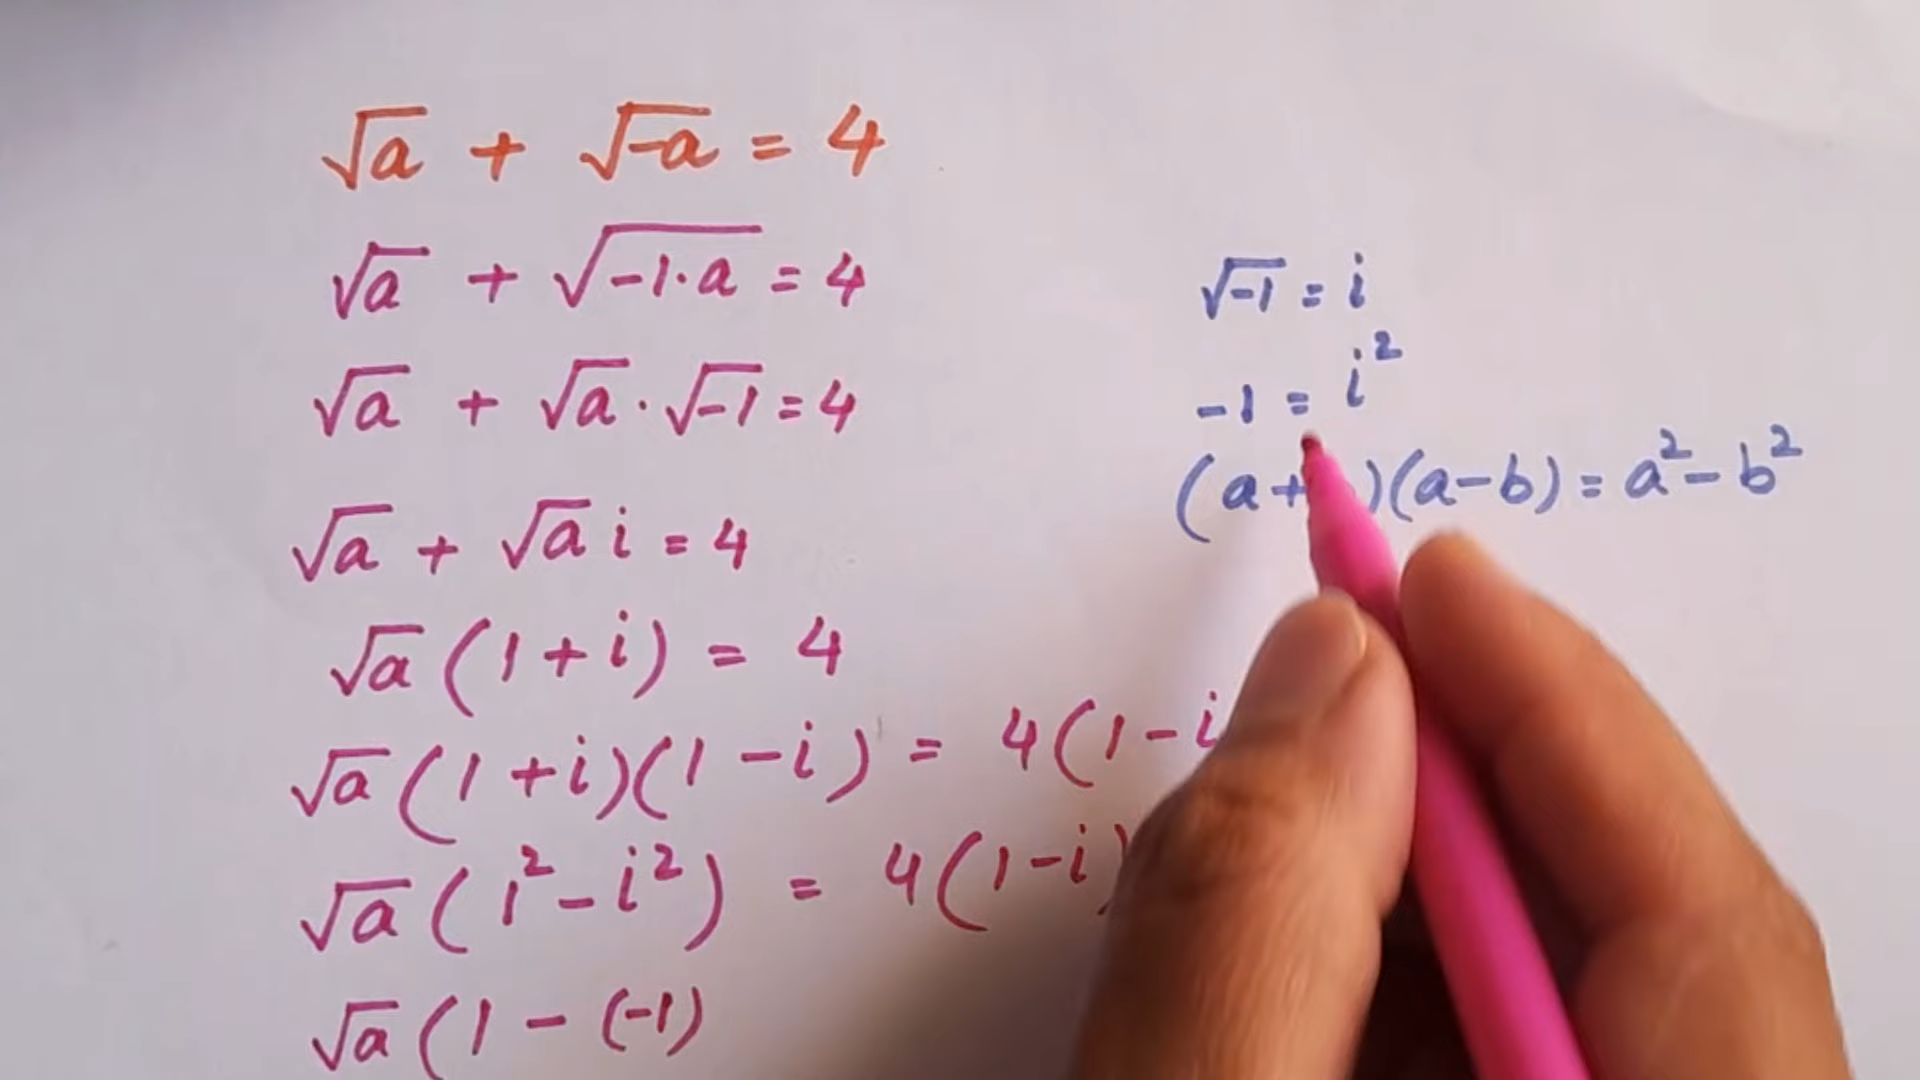 √a + √-a = 4
√a + √-1·a = 4
√a + √a · √-1 = 4
√a + √a i = 4
√a (1 + i) = 4
√a (1 + i)(1 - i) = 4(1 - i
√a (1² - i²) = 4(1 - i)
√a (1 - (-1)
√-1 = i
-1 = i²
(a+ )(a-b) = a² - b²